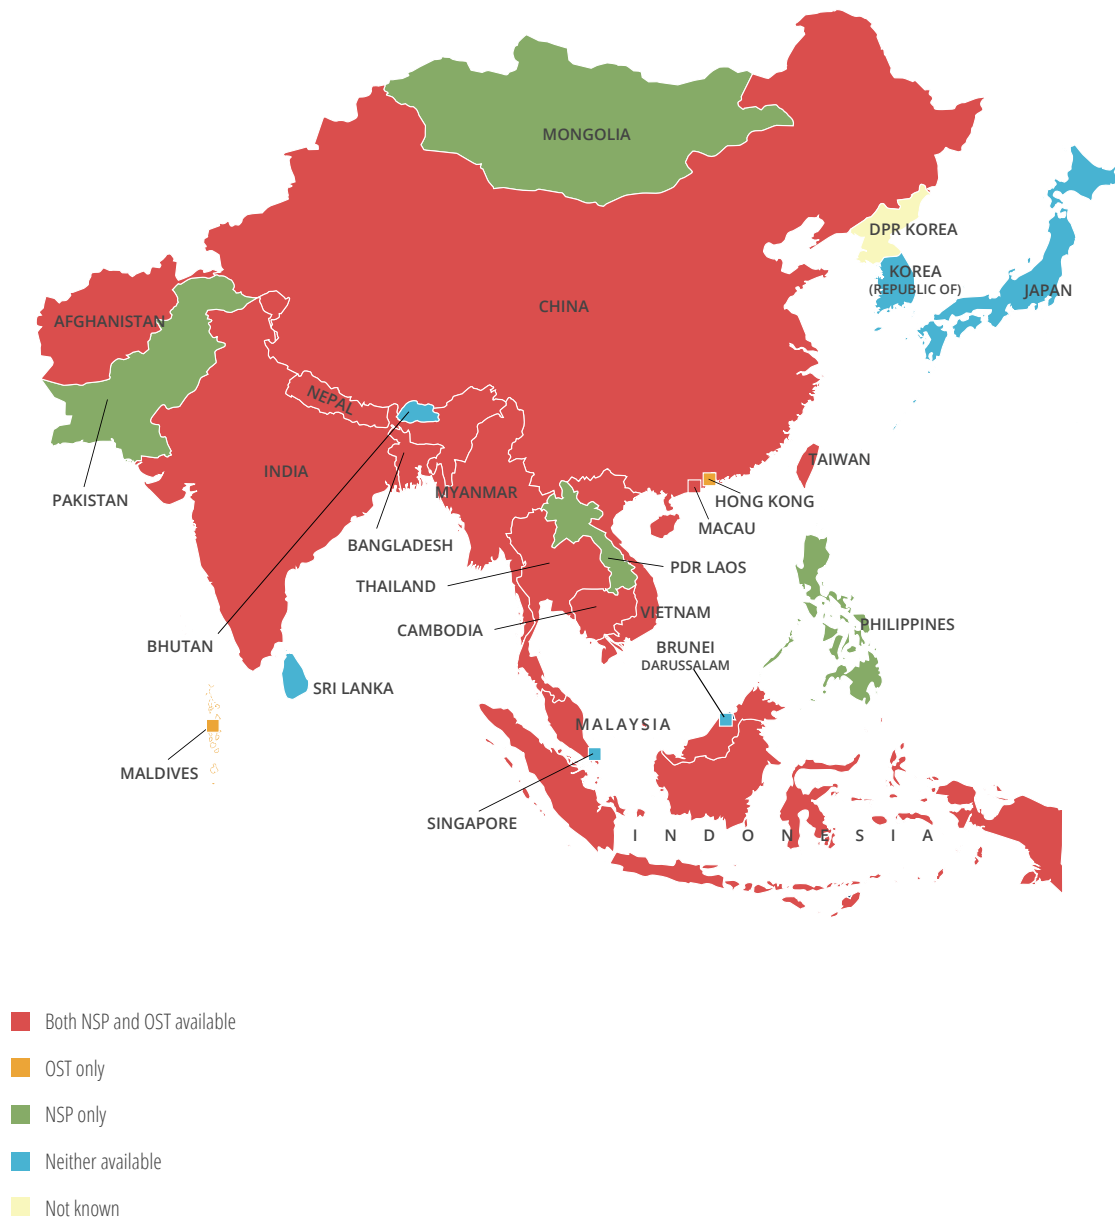 MONGOLIA
DPR KOREA
KOREA
(REPUBLIC OF)
JAPAN
CHINA
AFGHANISTAN
NEPAL
TAIWAN
INDIA
MYANMAR
PAKISTAN
HONG KONG
MACAU
BANGLADESH
PDR LAOS
THAILAND
VIETNAM
CAMBODIA
PHILIPPINES
BHUTAN
BRUNEI
DARUSSALAM
SRI LANKA
MALAYSIA
MALDIVES
SINGAPORE
INDONESIA
Both NSP and OST available
OST only
NSP only
Neither available
Not known